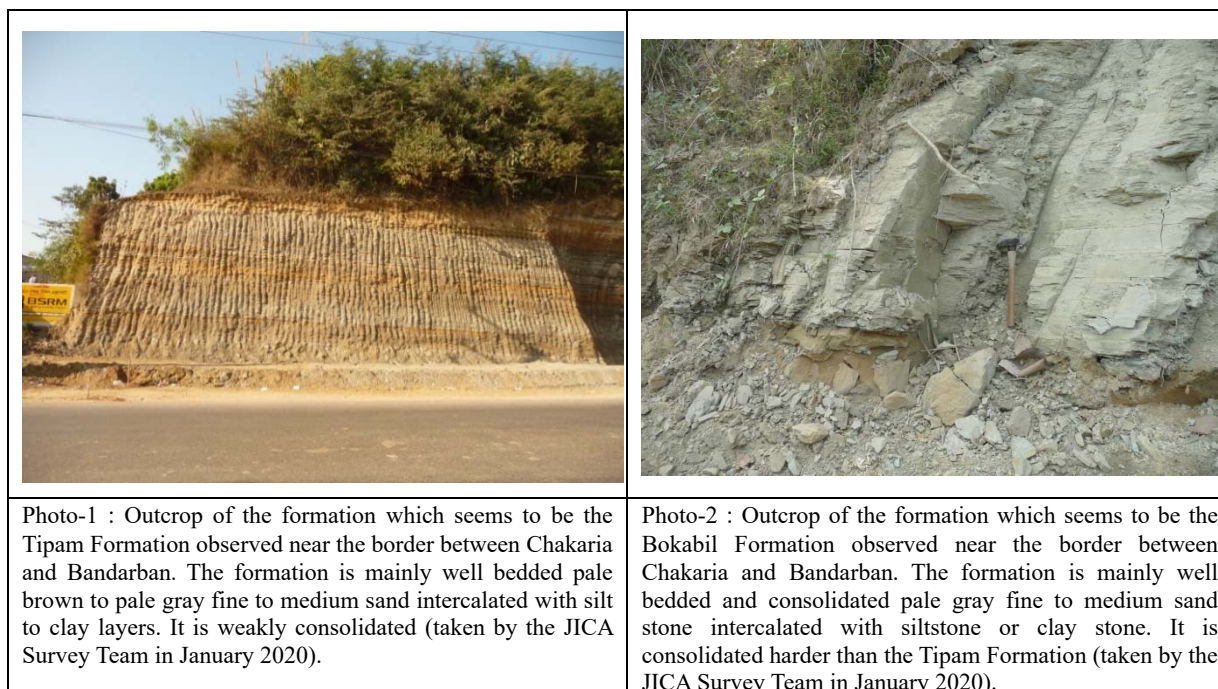 BSRM
Photo-1 : Outcrop of the formation which seems to be the
Tipam Formation observed near the border between
Chakaria and Bandarban. The formation is mainly well
bedded pale brown to pale gray fine to medium sand
intercalated with silt to clay layers. It is weakly
consolidated (taken by the JICA
Survey Team in January 2020).
Photo-2 : Outcrop of the formation which seems to be the
Bokabil Formation observed near the border between
Chakaria and Bandarban. The formation is mainly well
bedded and consolidated pale gray fine to medium sand
stone intercalated with siltstone or clay stone. It is
consolidated harder than the Tipam Formation (taken by the
JICA Survey Team in January 2020).